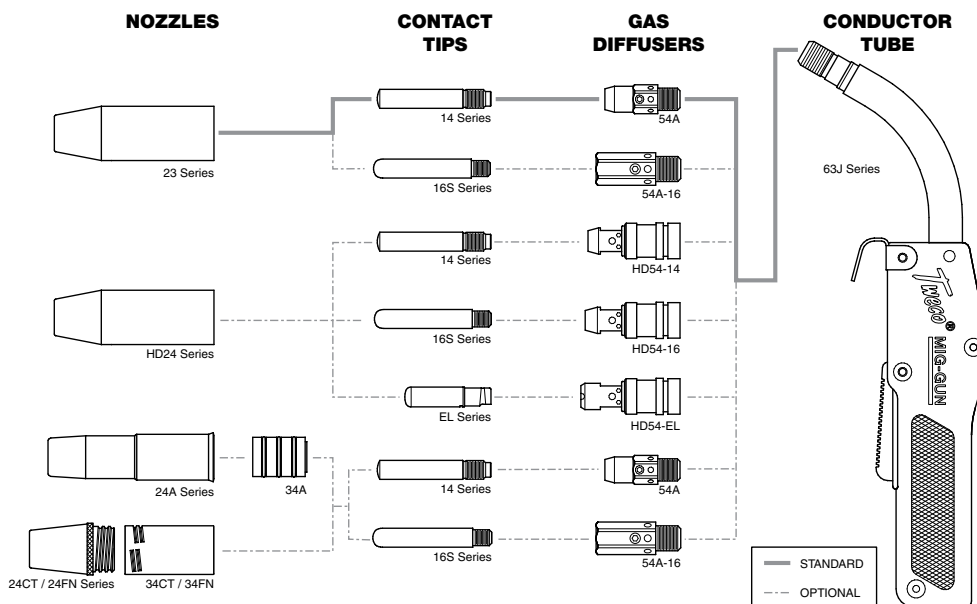 NOZZLES
CONTACT
TIPS
GAS
DIFFUSERS
CONDUCTOR
TUBE
23 Series
14 Series
54A
16S Series
54A-16
63J Series
HD24 Series
14 Series
HD54-14
16S Series
HD54-16
EL Series
HD54-EL
24A Series
34A
14 Series
54A
24CT / 24FN Series
34CT / 34FN
16S Series
54A-16
Tweco®
MIG-GUN
STANDARD
OPTIONAL